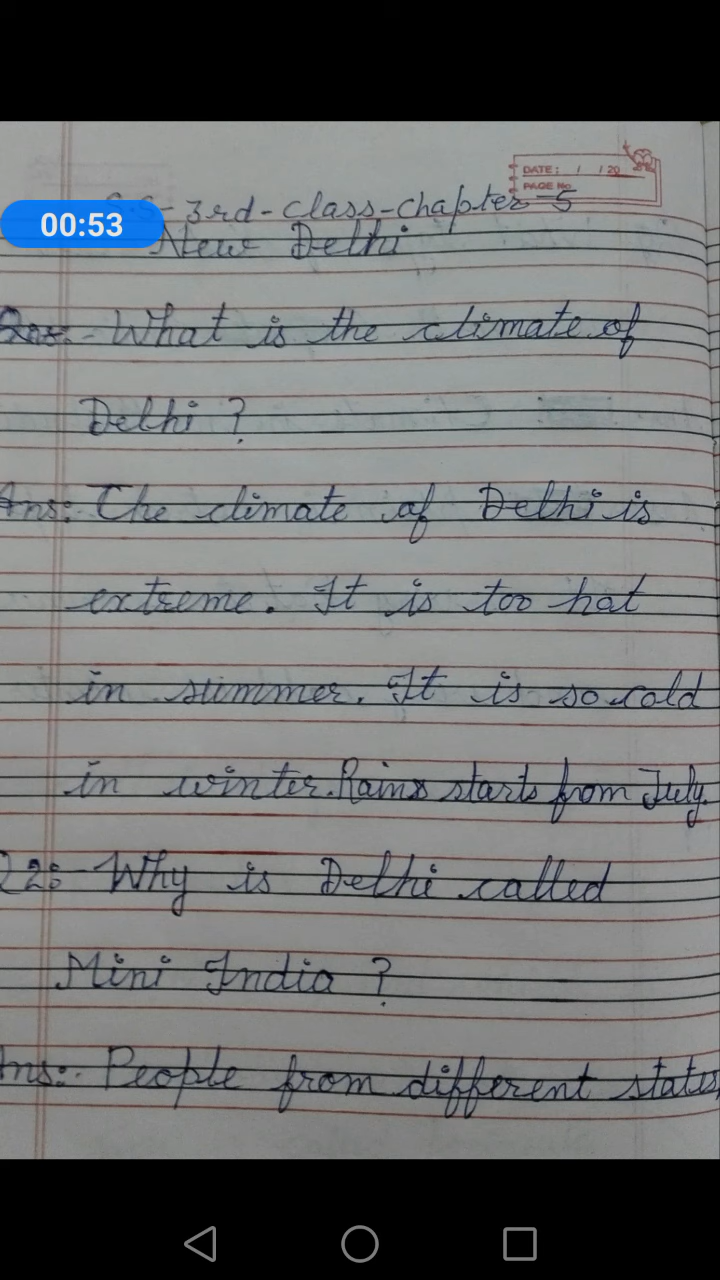 DATE: / / 20
PAGE No.
S.S-3rd-class-chapter-5
00:53
New Delhi
What is the climate of
Delhi ?
Ans: The climate of Delhi is
extreme. It is too hot
in summer. It is so cold
in winter. Rains starts from July.
Q2: Why is Delhi called
Mini India ?
Ans:- People from different states